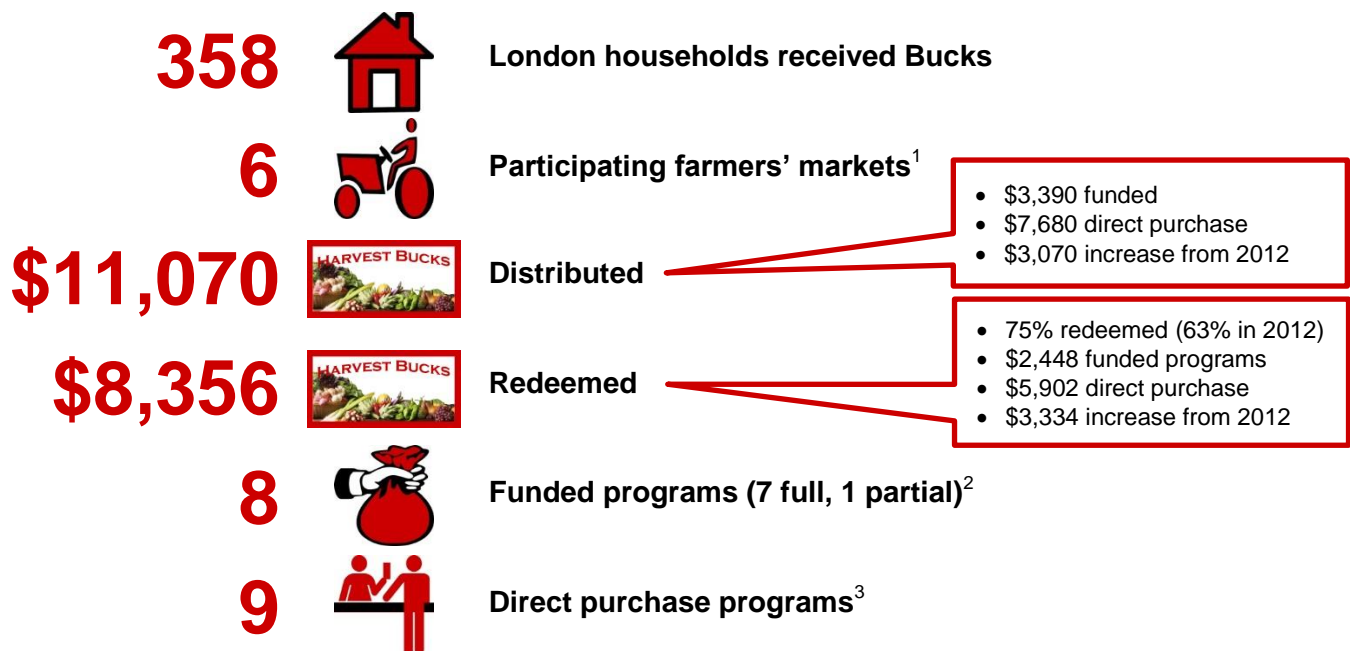 358
London households received Bucks
6
Participating farmers’ markets1
• $3,390 funded
• $7,680 direct purchase
• $3,070 increase from 2012
$11,070
HARVEST BUCKS
Distributed
• 75% redeemed (63% in 2012)
• $2,448 funded programs
• $5,902 direct purchase
• $3,334 increase from 2012
$8,356
HARVEST BUCKS
Redeemed
8
Funded programs (7 full, 1 partial)2
9
Direct purchase programs3